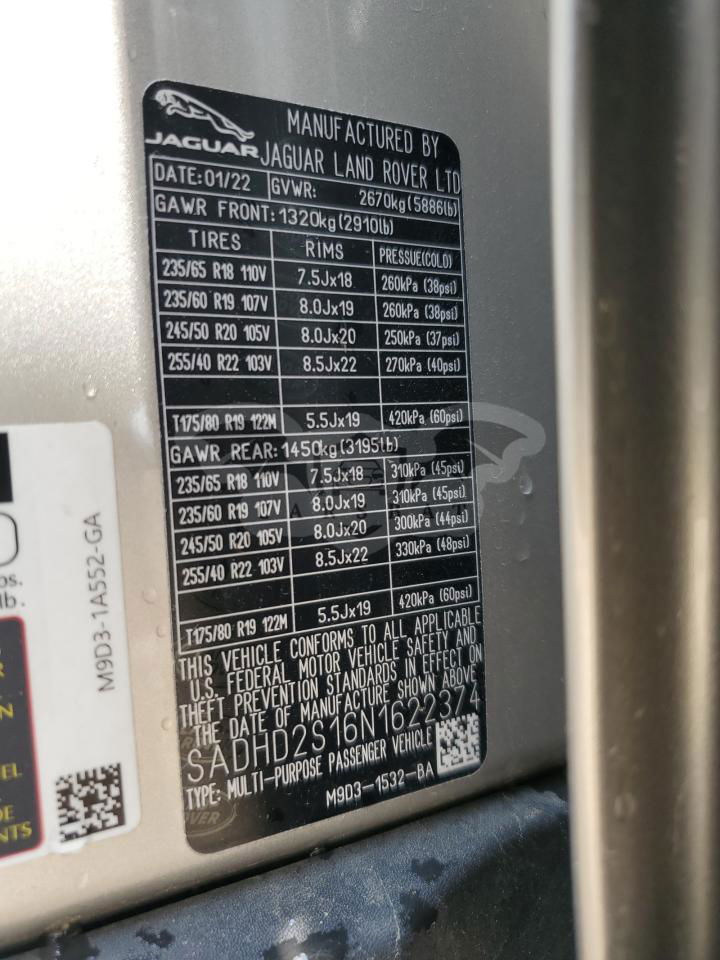 JAGUAR
MANUFACTURED BY
JAGUAR LAND ROVER LTD
DATE:01/22 GVWR: 2670kg(5886lb)
GAWR FRONT:1320kg(2910lb)
TIRES RIMS PRESSUE(COLD)
235/65 R18 110V 7.5Jx18 260kPa (38psi)
235/60 R19 107V 8.0Jx19 260kPa (38psi)
245/50 R20 105V 8.0Jx20 250kPa (37psi)
255/40 R22 103V 8.5Jx22 270kPa (40psi)
T175/80 R19 122M 5.5Jx19 420kPa (60psi)
GAWR REAR:1450kg(3195lb)
235/65 R18 110V 7.5Jx18 310kPa (45psi)
235/60 R19 107V 8.0Jx19 310kPa (45psi)
245/50 R20 105V 8.0Jx20 300kPa (44psi)
255/40 R22 103V 8.5Jx22 330kPa (48psi)
T175/80 R19 122M 5.5Jx19 420kPa (60psi)
THIS VEHICLE CONFORMS TO ALL APPLICABLE
U.S. FEDERAL MOTOR VEHICLE SAFETY AND
THEFT PREVENTION STANDARDS IN EFFECT ON
THE DATE OF MANUFACTURE SHOWN ABOVE
SADHD2S16N1622374
TYPE: MULTI-PURPOSE PASSENGER VEHICLE
M9D3-1532-BA
M9D3-1A552-GA
lb.